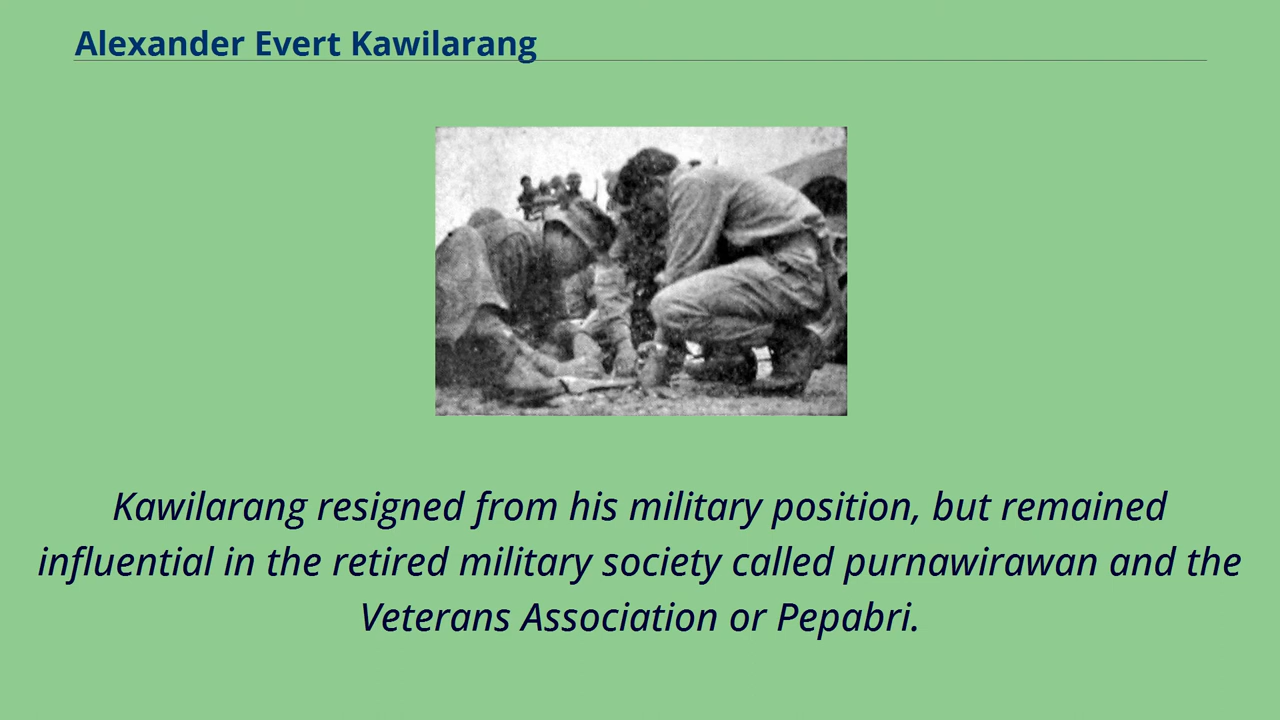 Alexander Evert Kawilarang
Kawilarang resigned from his military position, but remained
influential in the retired military society called purnawirawan and the
Veterans Association or Pepabri.